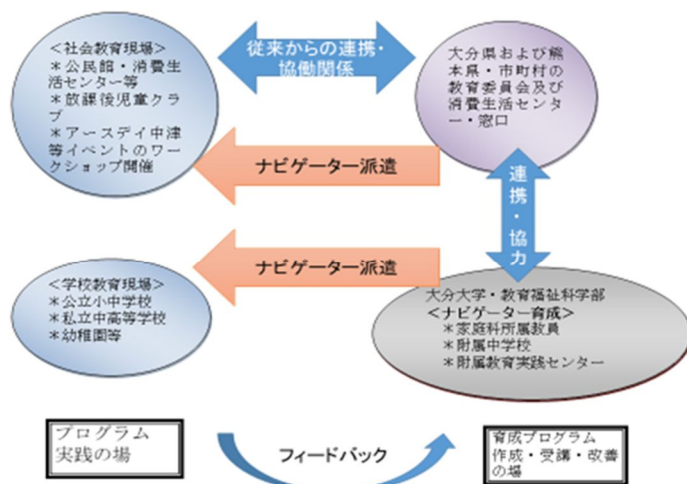 <社会教育現場>
＊公民館・消費生
活センター等
＊放課後児童クラ
ブ
＊アースデイ中津
等イベントのワー
クショップ開催
従来からの連携・
協働関係
大分県および熊
本県・市町村の
教育委員会及び
消費生活センタ
ー・窓口
ナビゲーター派遣
連携・協力
ナビゲーター派遣
<学校教育現場>
＊公立小中学校
＊私立中高等学校
＊幼稚園等
大分大学・教育福祉科学部
<ナビゲーター育成>
＊家庭科所属教員
＊附属中学校
＊附属教育実践センター
プログラム
実践の場
フィードバック
育成プログラム
作成・受講・改善
の場